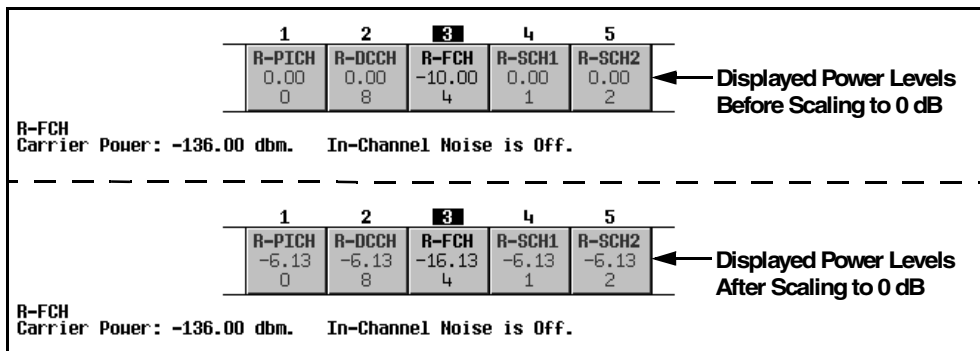 1 2 3 4 5
R-PICH R-DCCH R-FCH R-SCH1 R-SCH2
0.00 0.00 -10.00 0.00 0.00
0 8 4 1 2
Displayed Power Levels
Before Scaling to 0 dB
R-FCH
Carrier Power: -136.00 dbm. In-Channel Noise is Off.
1 2 3 4 5
R-PICH R-DCCH R-FCH R-SCH1 R-SCH2
-6.13 -6.13 -16.13 -6.13 -6.13
0 8 4 1 2
Displayed Power Levels
After Scaling to 0 dB
R-FCH
Carrier Power: -136.00 dbm. In-Channel Noise is Off.